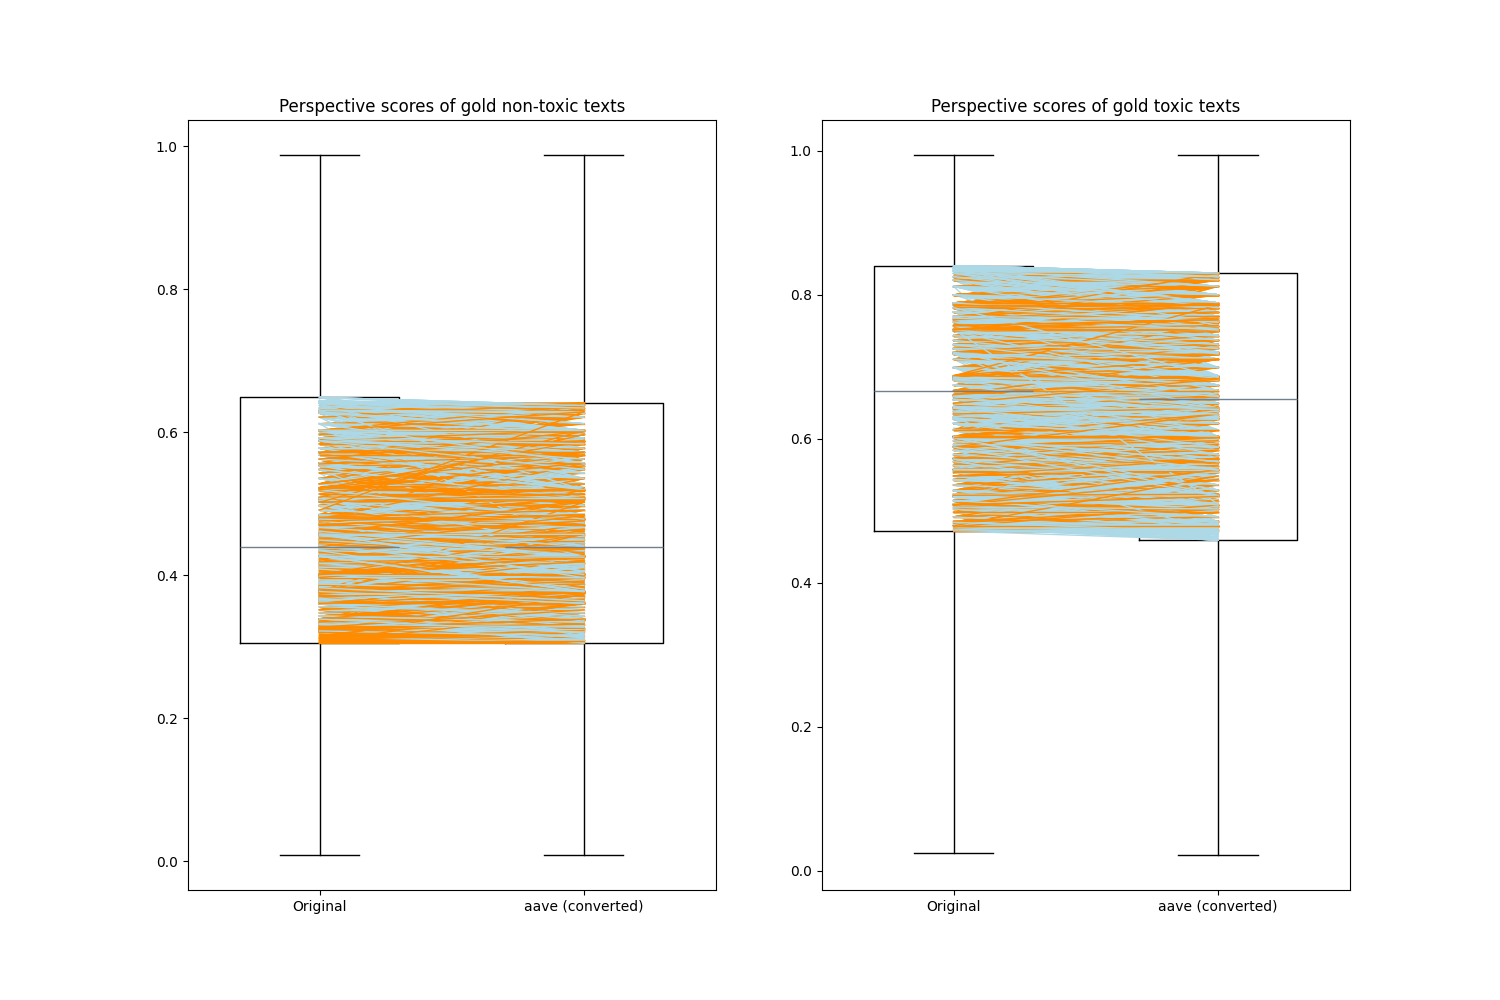 Perspective scores of gold non-toxic texts
1.0
0.8
0.6
0.4
0.2
0.0
Original
aave (converted)
Perspective scores of gold toxic texts
1.0
0.8
0.6
0.4
0.2
0.0
Original
aave (converted)